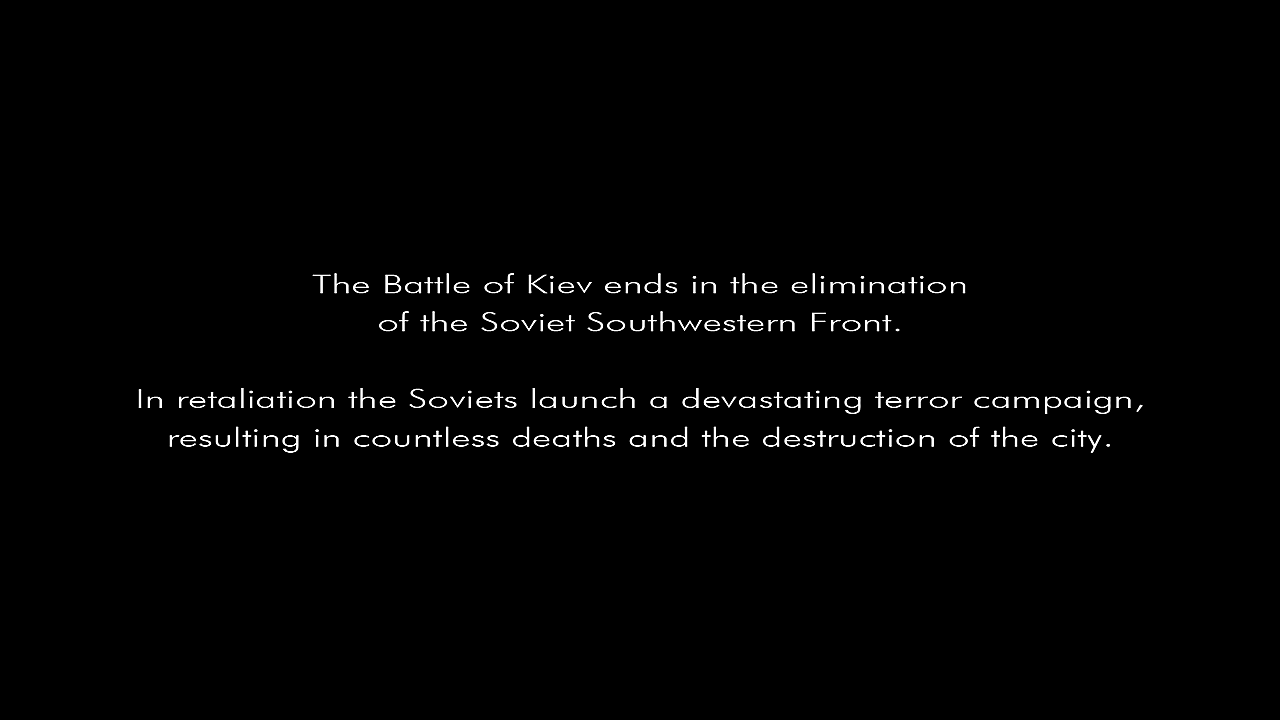 The Battle of Kiev ends in the elimination
of the Soviet Southwestern Front.
In retaliation the Soviets launch a devastating terror campaign,
resulting in countless deaths and the destruction of the city.